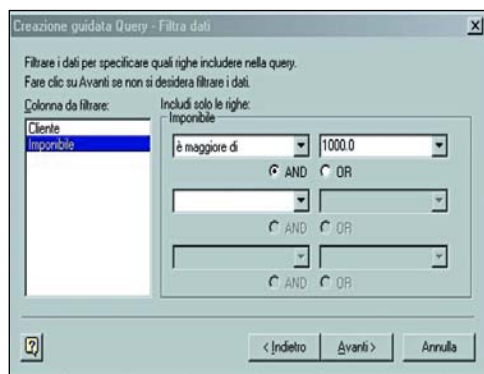 Creazione guidata Query - Filtra dati
Filtrare i dati per specificare quali righe includere nella query.
Fare clic su Avanti se non si desidera filtrare i dati.
Colonna da filtrare:
Includi solo le righe:
Cliente
Imponibile
Imponibile
è maggiore di
1000.0
AND OR
AND OR
AND OR
?
< Indietro
Avanti >
Annulla